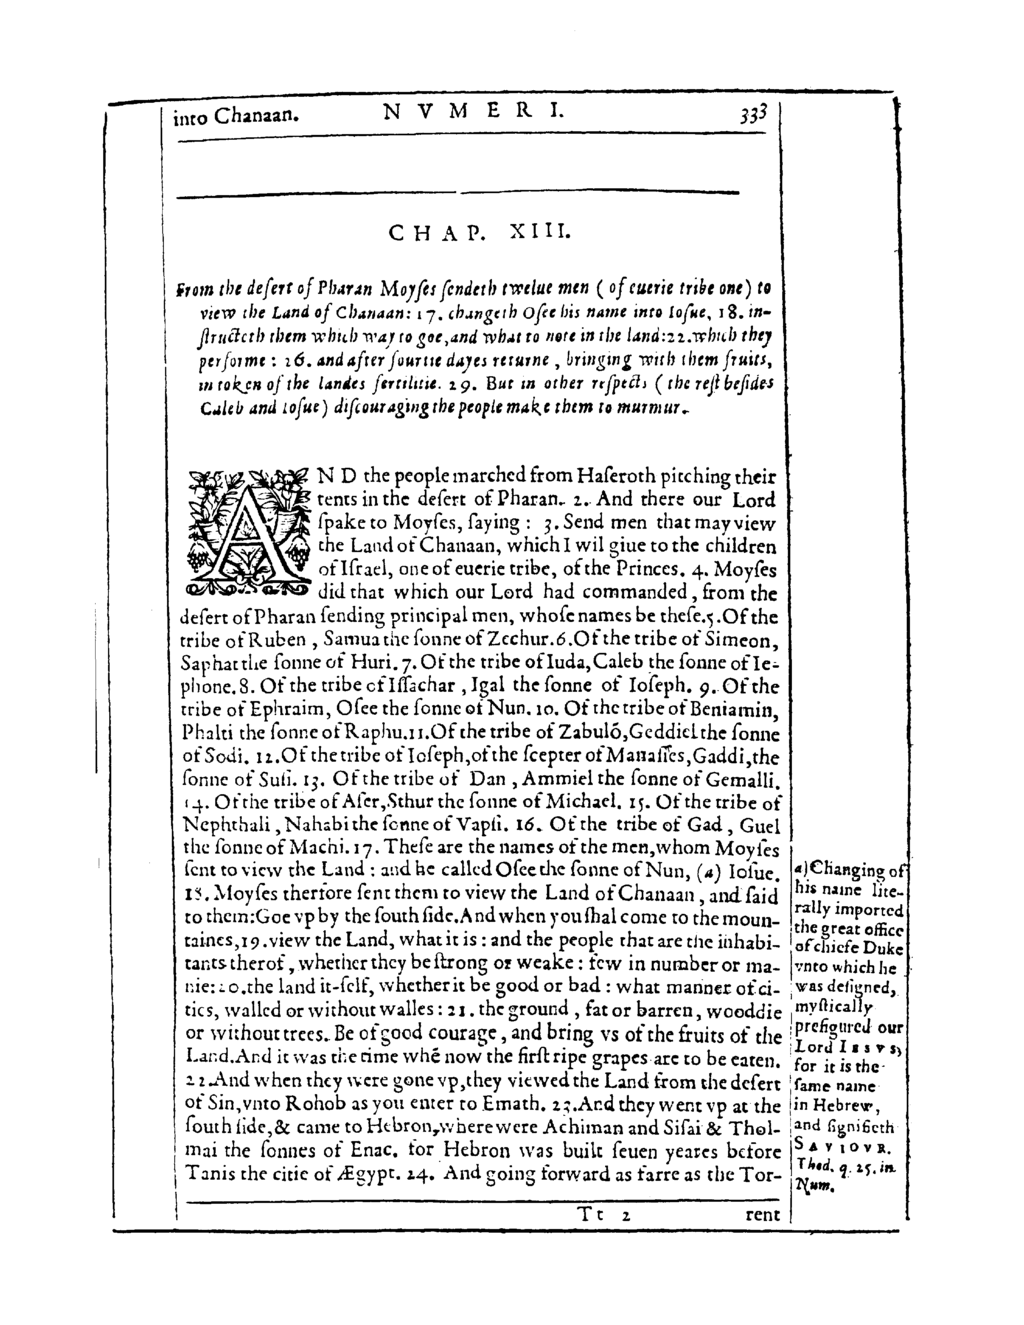 into Chanaan. N V M E R I. 333
C H A P. X I I I.
From the deſert of Pharan Moyſes ſendeth twelue men ( of euerie tribe one) to
view the Land of Chanaan: 17. changeth Oſee his name into Ioſue, 18. in-
ſtructeth them which way to goe, and what to note in the land: 22. which they
performe : 26. and after fourtie dayes returne , bringing with them fruits,
in token of the landes fertilitie. 29. But in other reſpects ( the reſt beſides
Caleb and Ioſue) diſcouraging the people make them to murmur.
A N D the people marched from Haſeroth pitching their
tents in the deſert of Pharan. 2. And there our Lord
ſpake to Moyſes, ſaying : 3. Send men that may view
the Land of Chanaan, which I wil giue to the children
of Iſrael, one of euerie tribe, of the Princes. 4. Moyſes
did that which our Lord had commanded, from the
deſert of Pharan ſending principal men, whoſe names be theſe. 5. Of the
tribe of Ruben , Samua the ſonne of Zechur. 6. Of the tribe of Simeon,
Saphat the ſonne of Huri. 7. Of the tribe of Iuda, Caleb the ſonne of Ie-
phone. 8. Of the tribe of Iſſachar , Igal the ſonne of Ioſeph. 9. Of the
tribe of Ephraim, Oſee the ſonne of Nun. 10. Of the tribe of Beniamin,
Phalti the ſonne of Raphu. 11. Of the tribe of Zabulō, Geddiel the ſonne
of Sodi. 12. Of the tribe of Ioſeph, of the ſcepter of Manaſſes, Gaddi, the
ſonne of Suſi. 13. Of the tribe of Dan , Ammiel the ſonne of Gemalli.
14. Of the tribe of Aſer, Sthur the ſonne of Michael. 15. Of the tribe of
Nephthali , Nahabi the ſonne of Vapſi. 16. Of the tribe of Gad , Guel
the ſonne of Machi. 17. Theſe are the names of the men, whom Moyſes
ſent to view the Land : and he called Oſee the ſonne of Nun, (a) Ioſue.
18. Moyſes therfore ſent them to view the Land of Chanaan , and ſaid
to them: Goe vp by the ſouth ſide. And when you ſhal come to the moun-
taines, 19. view the Land, what it is : and the people that are the inhabi-
tants therof , whether they be ſtrong or weake : few in number or ma-
nie: 20. the land it-ſelf, whether it be good or bad : what manner of ci-
ties, walled or without walles : 21. the ground , fat or barren, wooddie
or without trees. Be of good courage , and bring vs of the fruits of the
Land. And it was the time whē now the firſt ripe grapes are to be eaten.
22. And when they were gone vp, they viewed the Land from the deſert
of Sin, vnto Rohob as you enter to Emath. 23. And they went vp at the
ſouth ſide, & came to Hebron, where were Achiman and Siſai & Thol-
mai the ſonnes of Enac. for Hebron was built ſeuen yeares before
Tanis the citie of Ægypt. 24. And going forward as farre as the Tor-
T t 2 rent
a) Changing of
his name lite-
rally imported
the great office
of chiefe Duke
vnto which he
was deſigned,
myſtically
prefigured our
Lord I E S V S,
for it is the
ſame name
in Hebrew,
and ſignifieth
S A V I O V R.
Thed. q. 25. in
Num.